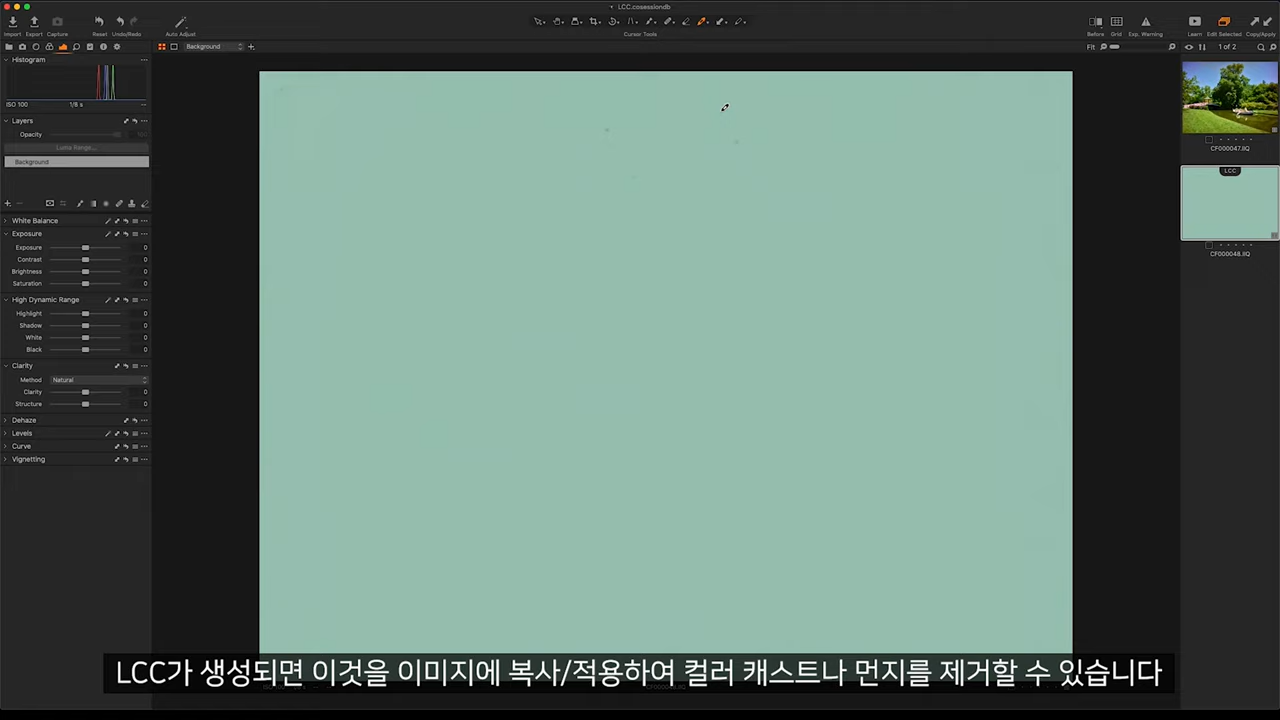 LCC.cosessiondb
Import Export Capture Reset Undo/Redo Auto Adjust Cursor Tools Before Grid Exp. Warning Learn Edit Selected Copy/Apply
Background Fit 1 of 2
Histogram
ISO 100 1/6 s
Layers
Opacity 100
Luma Range...
Background
White Balance
Exposure
Exposure 0
Contrast 0
Brightness 0
Saturation 0
High Dynamic Range
Highlight 0
Shadow 0
White 0
Black 0
Clarity
Method Natural
Clarity 0
Structure 0
Dehaze
Levels
Curve
Vignetting
CF000047.IIQ
LCC
CF000048.IIQ
LCC가 생성되면 이것을 이미지에 복사/적용하여 컬러 캐스트나 먼지를 제거할 수 있습니다